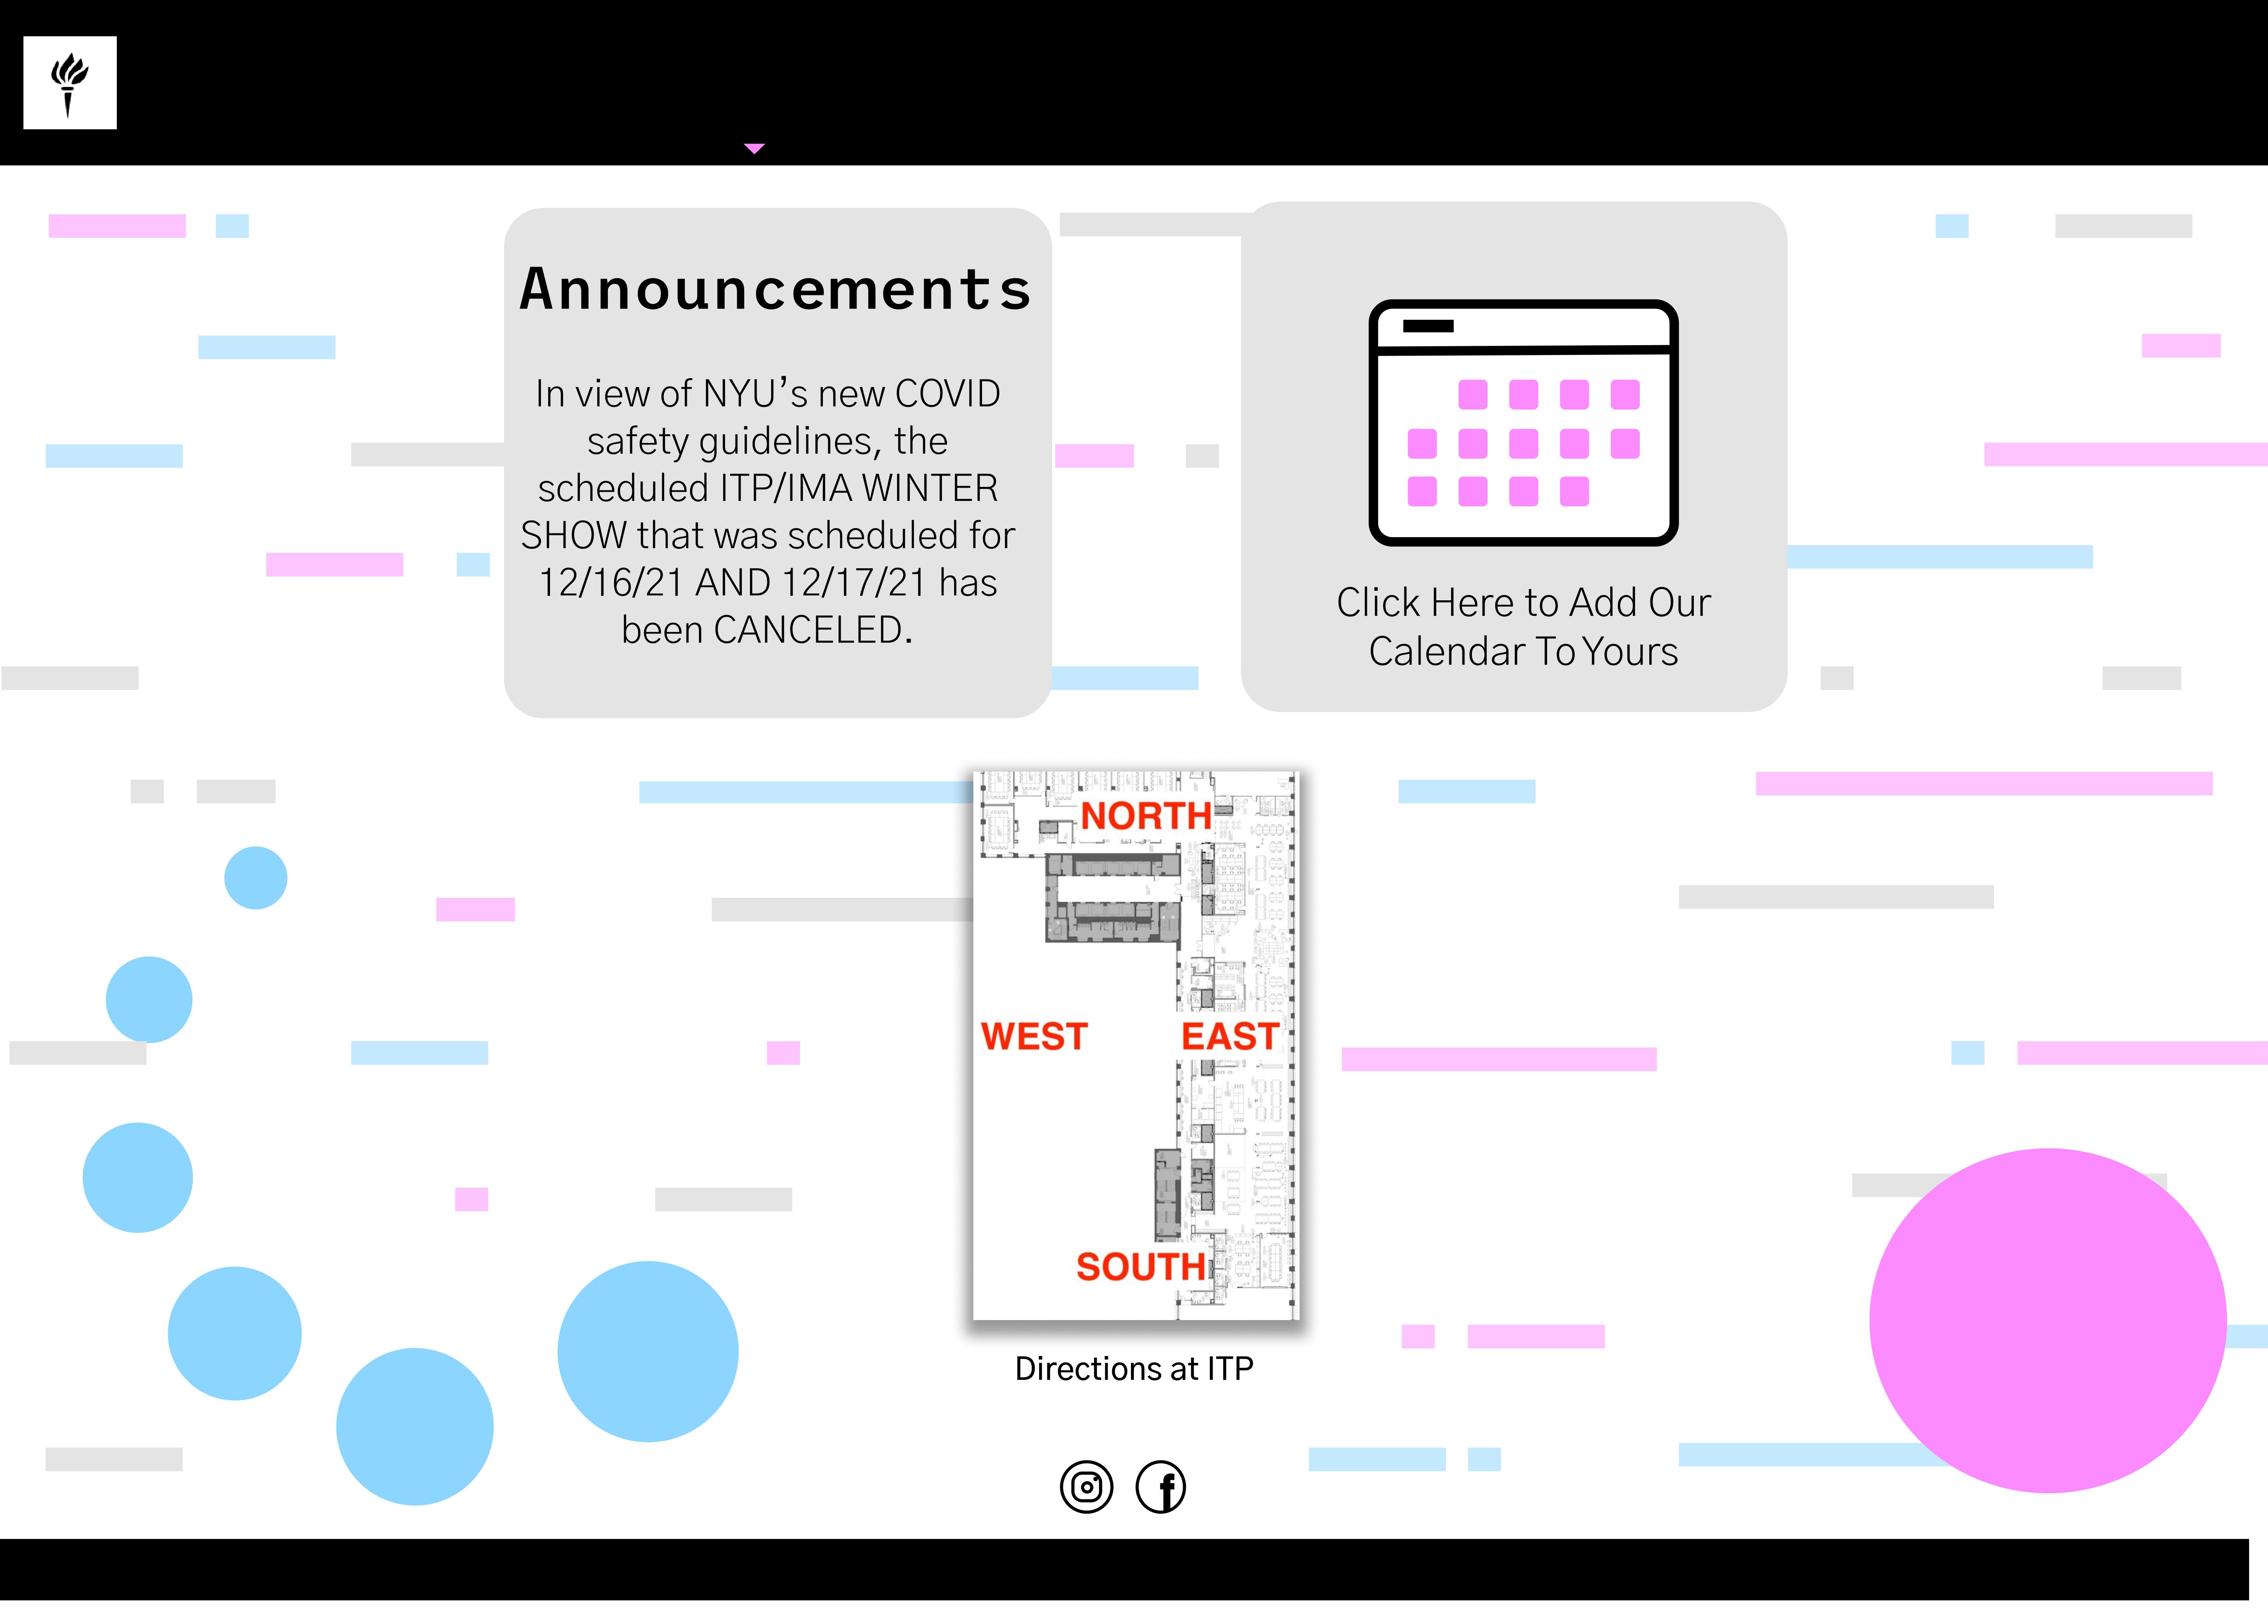 Announcements
In view of NYU’s new COVID
safety guidelines, the
scheduled ITP/IMA WINTER
SHOW that was scheduled for
12/16/21 AND 12/17/21 has
been CANCELED.
Click Here to Add Our
Calendar To Yours
NORTH
WEST EAST
SOUTH
Directions at ITP